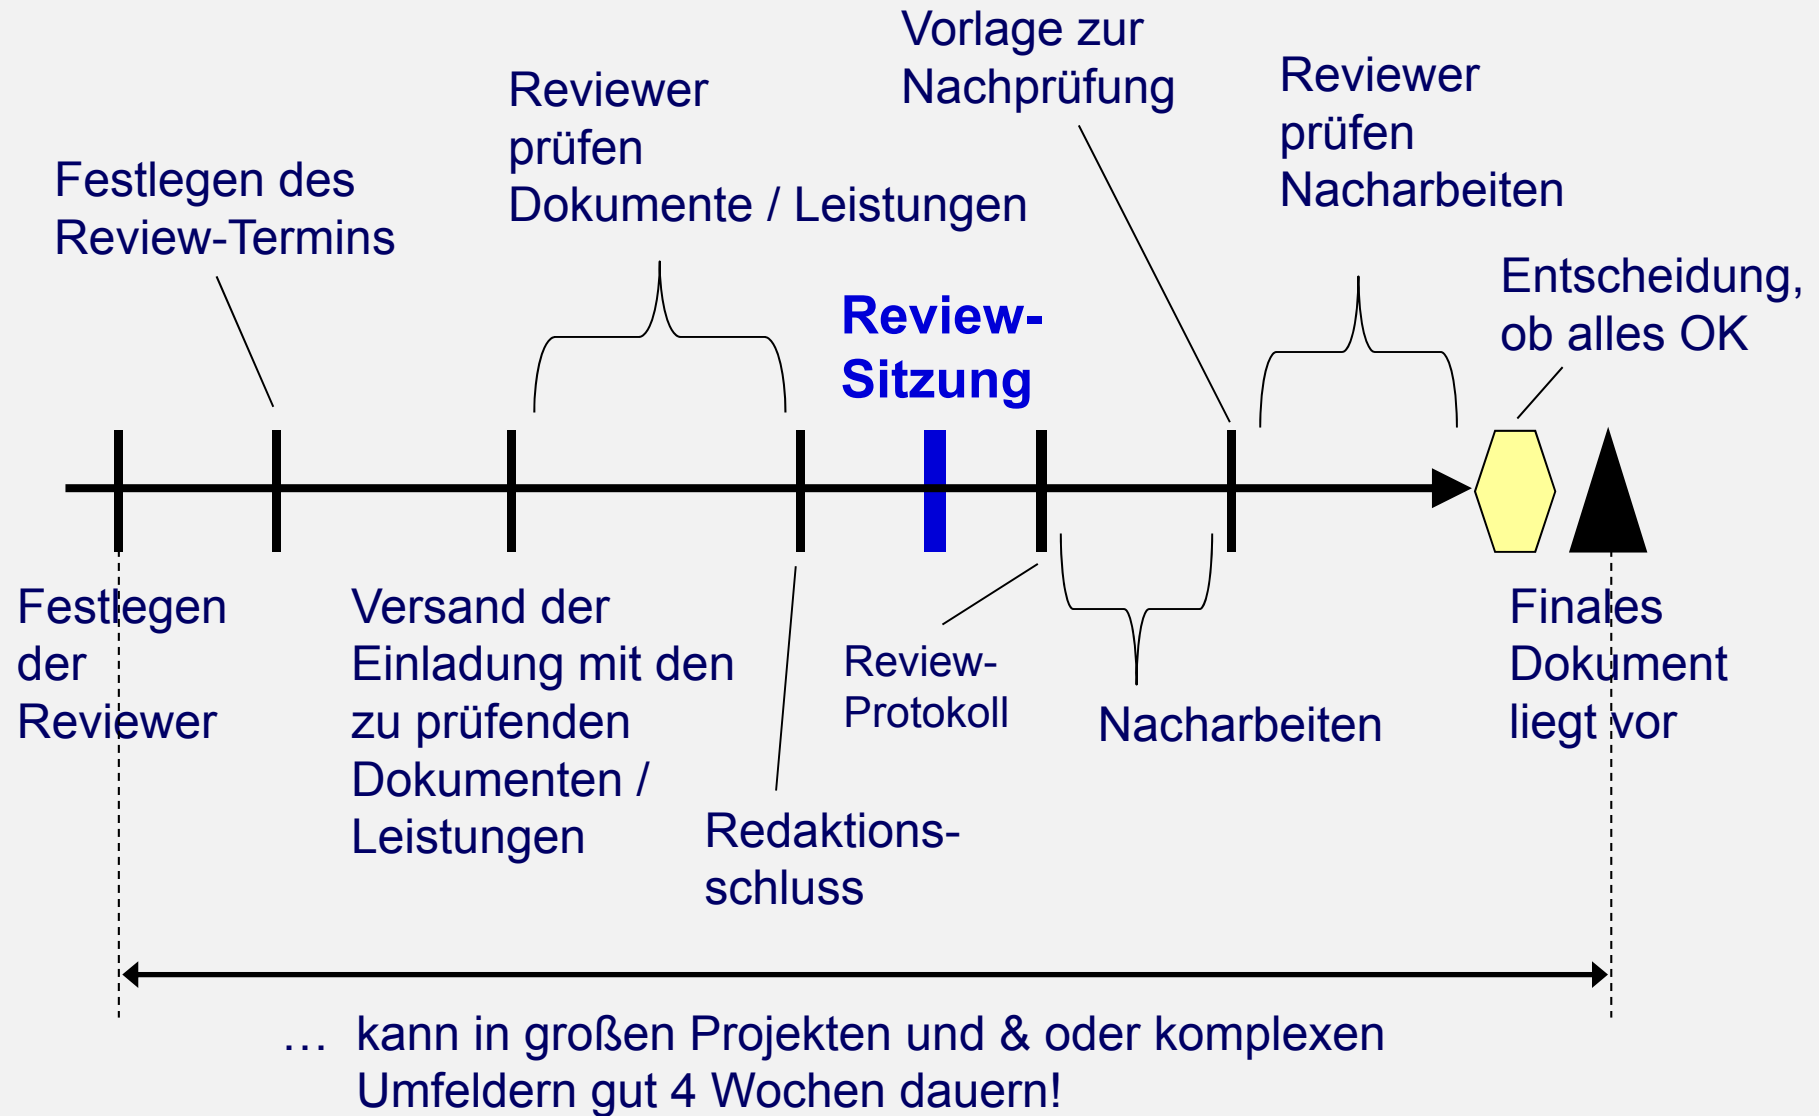 Vorlage zur
Nachprüfung
Reviewer
prüfen
Nacharbeiten
Reviewer
prüfen
Dokumente / Leistungen
Festlegen des
Review-Termins
Entscheidung,
ob alles OK
Review-
Sitzung
Festlegen
der
Reviewer
Versand der
Einladung mit den
zu prüfenden
Dokumenten /
Leistungen
Redaktions-
schluss
Review-
Protokoll
Nacharbeiten
Finales
Dokument
liegt vor
… kann in großen Projekten und & oder komplexen
Umfeldern gut 4 Wochen dauern!